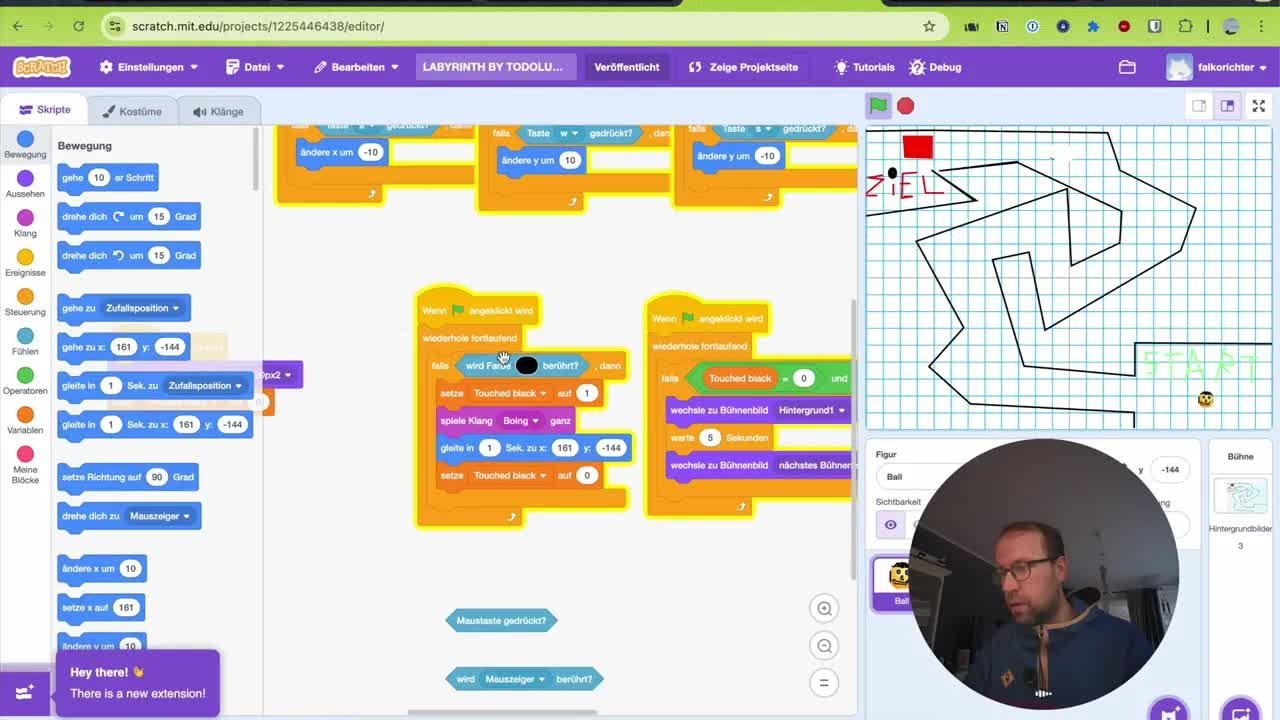 scratch.mit.edu/projects/1225446438/editor/
SCRATCH
Einstellungen
Datei
Bearbeiten
LABYRINTH BY TODOLU...
Veröffentlicht
Zeige Projektseite
Tutorials
Debug
falkorichter
Skripte
Kostüme
Klänge
Bewegung
Aussehen
Klang
Ereignisse
Steuerung
Fühlen
Operatoren
Variablen
Meine
Blöcke
Bewegung
gehe 10 er Schritt
drehe dich um 15 Grad
drehe dich um 15 Grad
gehe zu Zufallsposition
gehe zu x: 161 y: -144
gleite in 1 Sek. zu Zufallsposition
gleite in 1 Sek. zu x: 161 y: -144
setze Richtung auf 90 Grad
drehe dich zu Mauszeiger
ändere x um 10
setze x auf 161
ändere y um 10
Hey there! 👋
There is a new extension!
ändere x um -10
falls Taste w gedrückt? , dann
ändere y um 10
falls Taste s gedrückt?
ändere y um -10
Wenn angeklickt wird
wiederhole fortlaufend
falls wird Farbe berührt? , dann
setze Touched black auf 1
spiele Klang Boing ganz
gleite in 1 Sek. zu x: 161 y: -144
setze Touched black auf 0
Wenn angeklickt wird
wiederhole fortlaufend
falls Touched black = 0 und
wechsle zu Bühnenbild Hintergrund1
warte 5 Sekunden
wechsle zu Bühnenbild nächstes Bühnen
Maustaste gedrückt?
wird Mauszeiger berührt?
ZIEL
START
Figur
Ball
y -144
Sichtbarkeit
Ball
Bühne
Hintergrundbilder
3